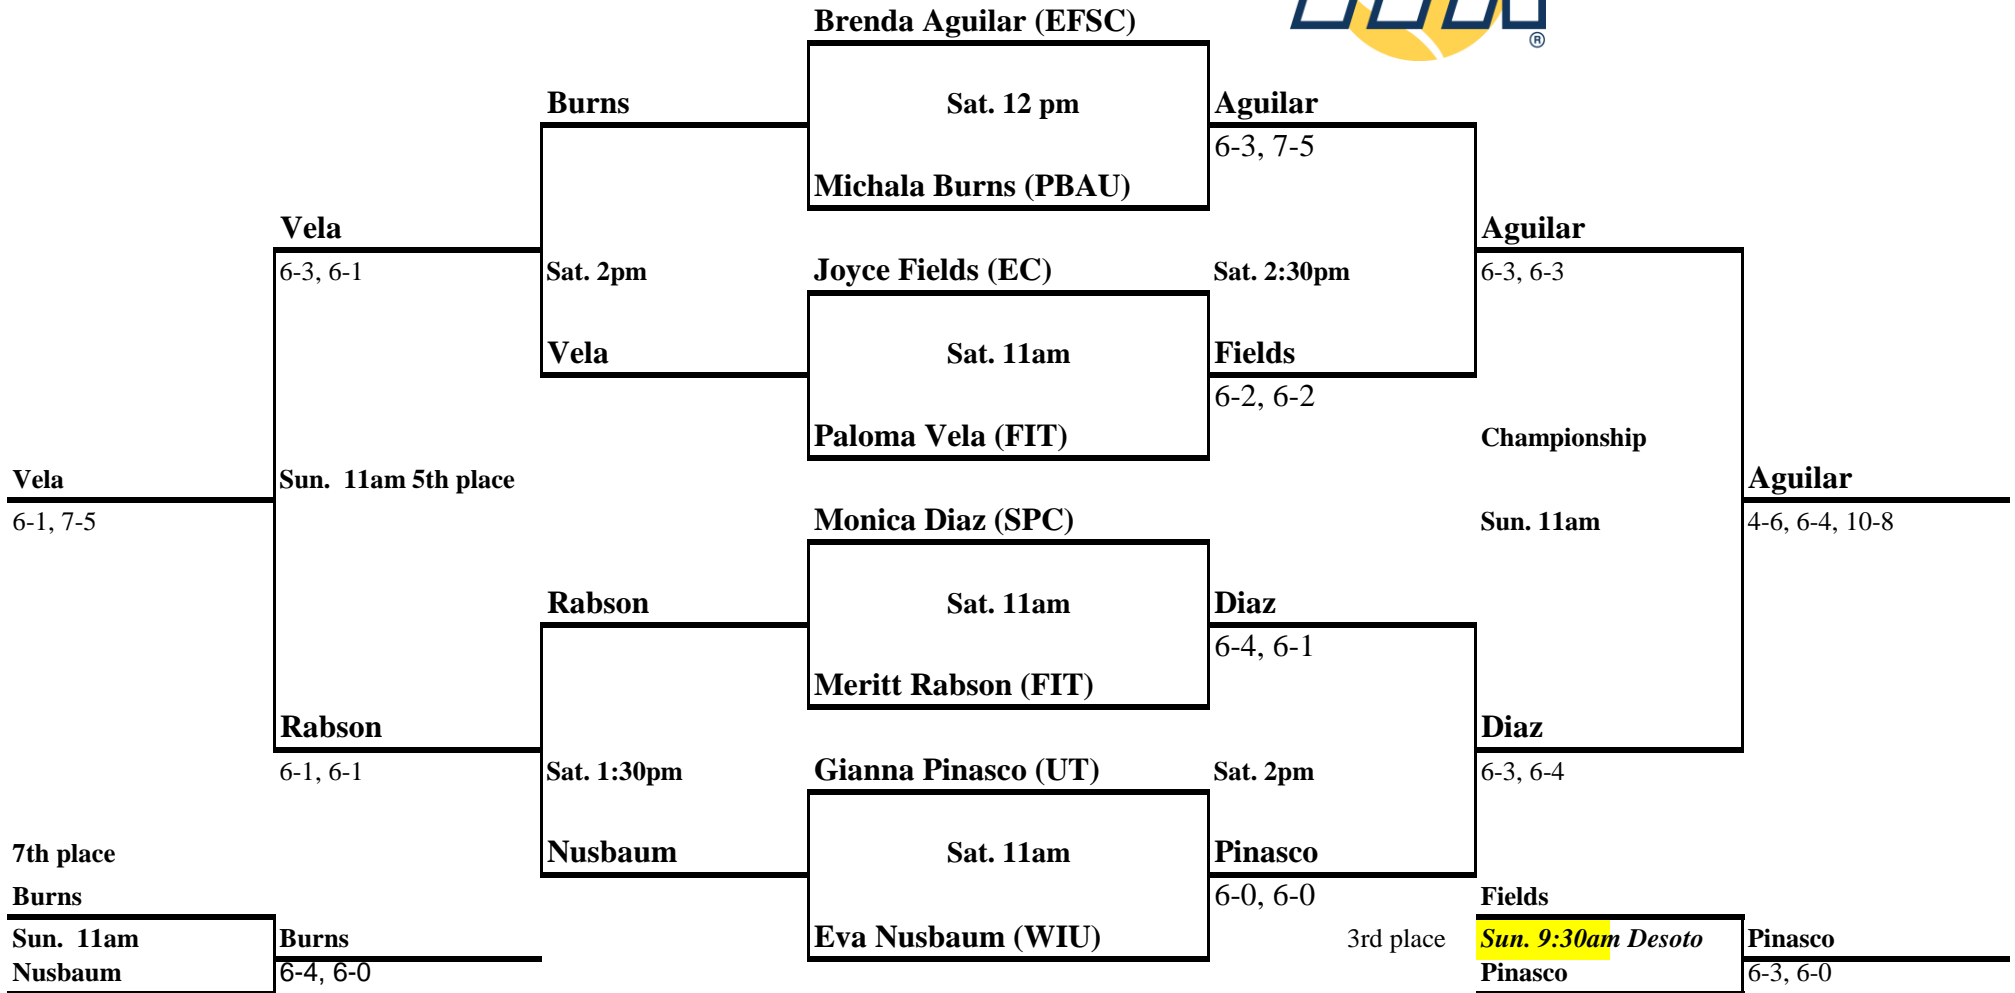 Brenda Aguilar (EFSC)
®
Burns
Sat. 12 pm
Aguilar
6-3, 7-5
Michala Burns (PBAU)
Vela
Aguilar
6-3, 6-1
Sat. 2pm
Joyce Fields (EC)
Sat. 2:30pm
6-3, 6-3
Vela
Sat. 11am
Fields
6-2, 6-2
Paloma Vela (FIT)
Championship
Vela
Sun. 11am 5th place
Aguilar
6-1, 7-5
Monica Diaz (SPC)
Sun. 11am
4-6, 6-4, 10-8
Rabson
Sat. 11am
Diaz
6-4, 6-1
Meritt Rabson (FIT)
Rabson
Diaz
6-1, 6-1
Sat. 1:30pm
Gianna Pinasco (UT)
Sat. 2pm
6-3, 6-4
7th place
Nusbaum
Sat. 11am
Pinasco
Burns
6-0, 6-0
Fields
Sun. 11am
Burns
Eva Nusbaum (WIU)
3rd place
Sun. 9:30am Desoto
Pinasco
Nusbaum
6-4, 6-0
Pinasco
6-3, 6-0